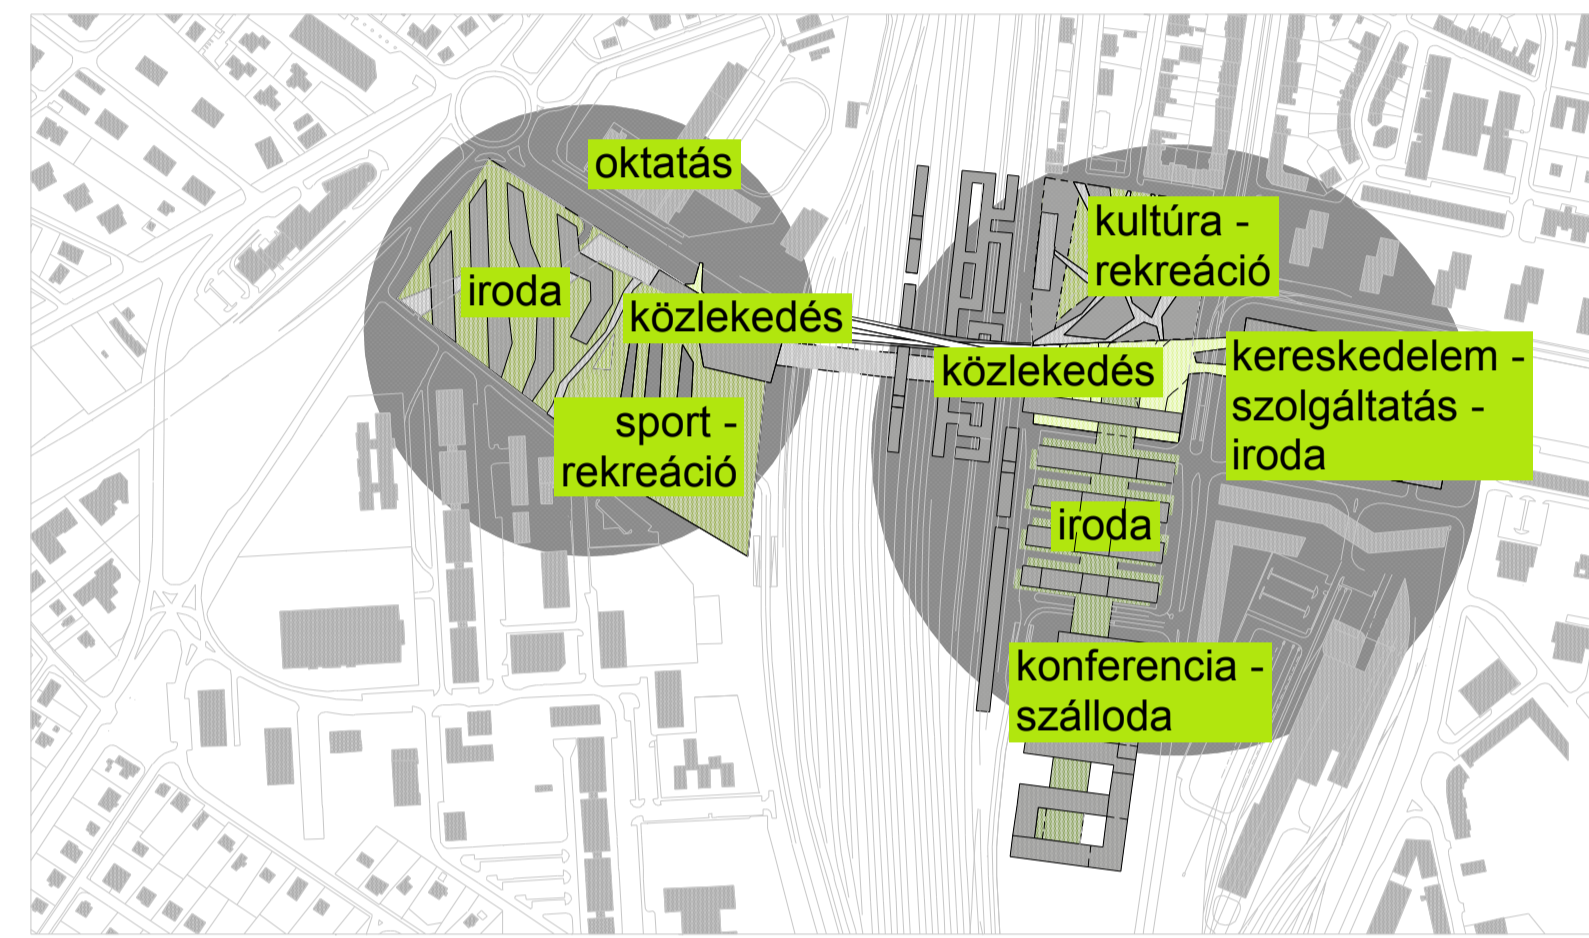 oktatás
iroda
közlekedés
sport -
rekreáció
kultúra -
rekreáció
közlekedés
kereskedelem -
szolgáltatás -
iroda
iroda
konferencia -
szálloda